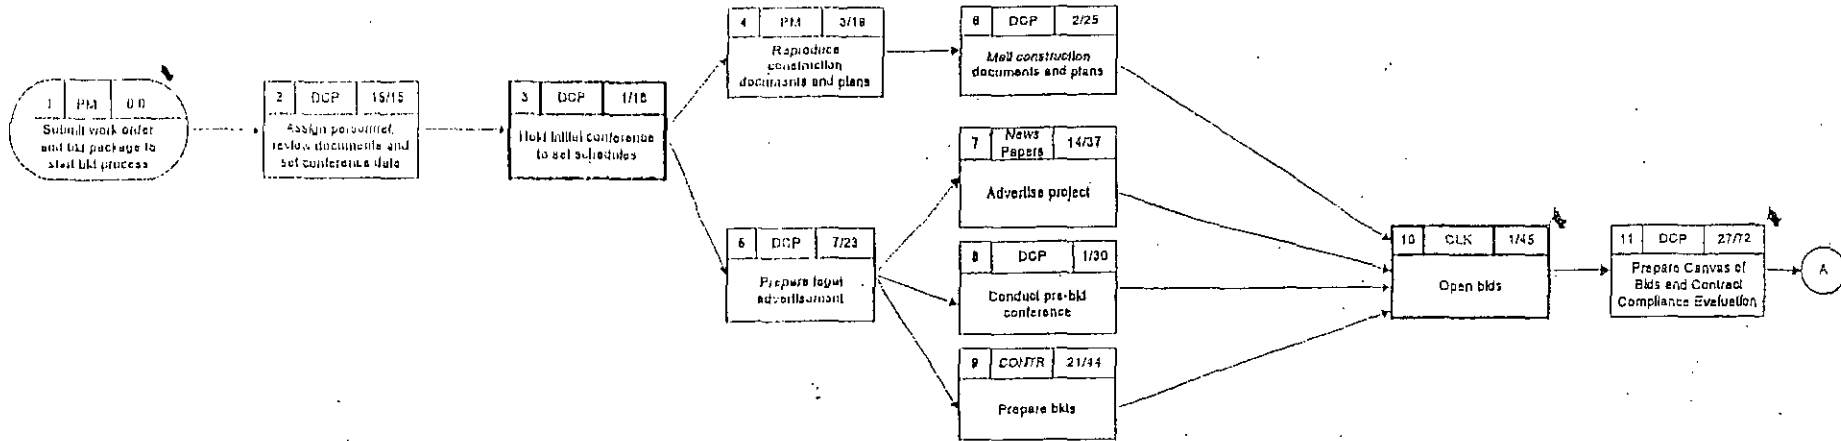 1 PM 0.0
Submit work order
and bid package to
start bid process
2 DCP 15/15
Assign personnel,
review documents and
set conference date
3 DCP 1/16
Hold initial conference
to set schedules
4 PM 3/19
Reproduce
construction
documents and plans
5 DCP 7/23
Prepare legal
advertisement
6 DCP 2/25
Mail construction
documents and plans
7 News
Papers 14/37
Advertise project
8 DCP 1/30
Conduct pre-bid
conference
9 CONTR 21/44
Prepare bids
10 CLK 1/45
Open bids
11 DCP 27/72
Prepare Canvas of
Bids and Contract
Compliance Evaluation
A